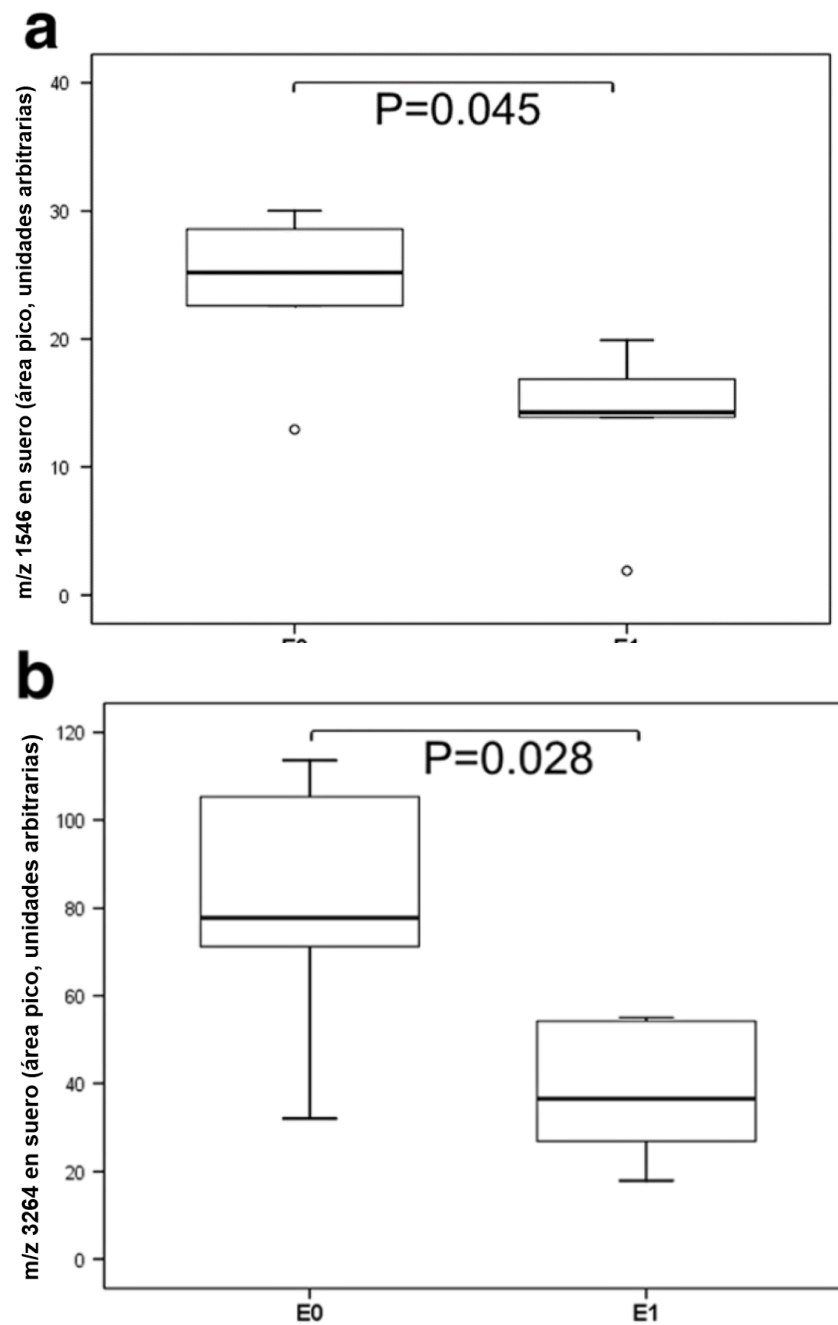 a
m/z 1546 en suero (área pico, unidades arbitrarias)
40
30
20
10
0
P=0.045
b
m/z 3264 en suero (área pico, unidades arbitrarias)
120
100
80
60
40
20
0
P=0.028
E0
E1